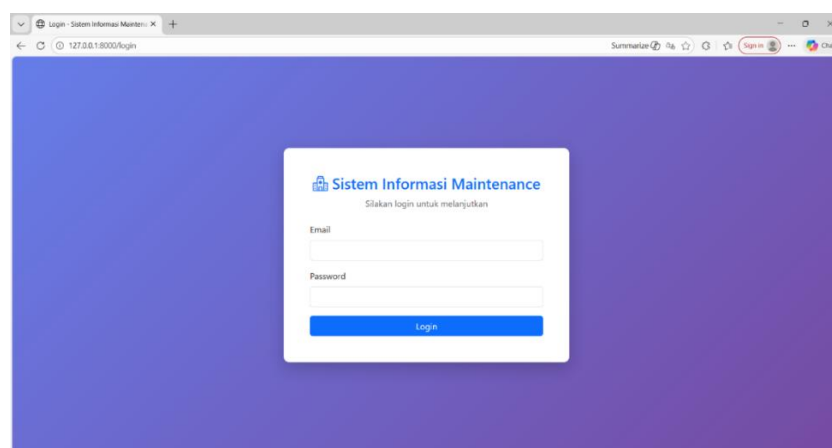 Login - Sistem Informasi Mainten
127.0.0.1:8000/login
Summarize
Sign in
Sistem Informasi Maintenance
Silakan login untuk melanjutkan
Email
Password
Login